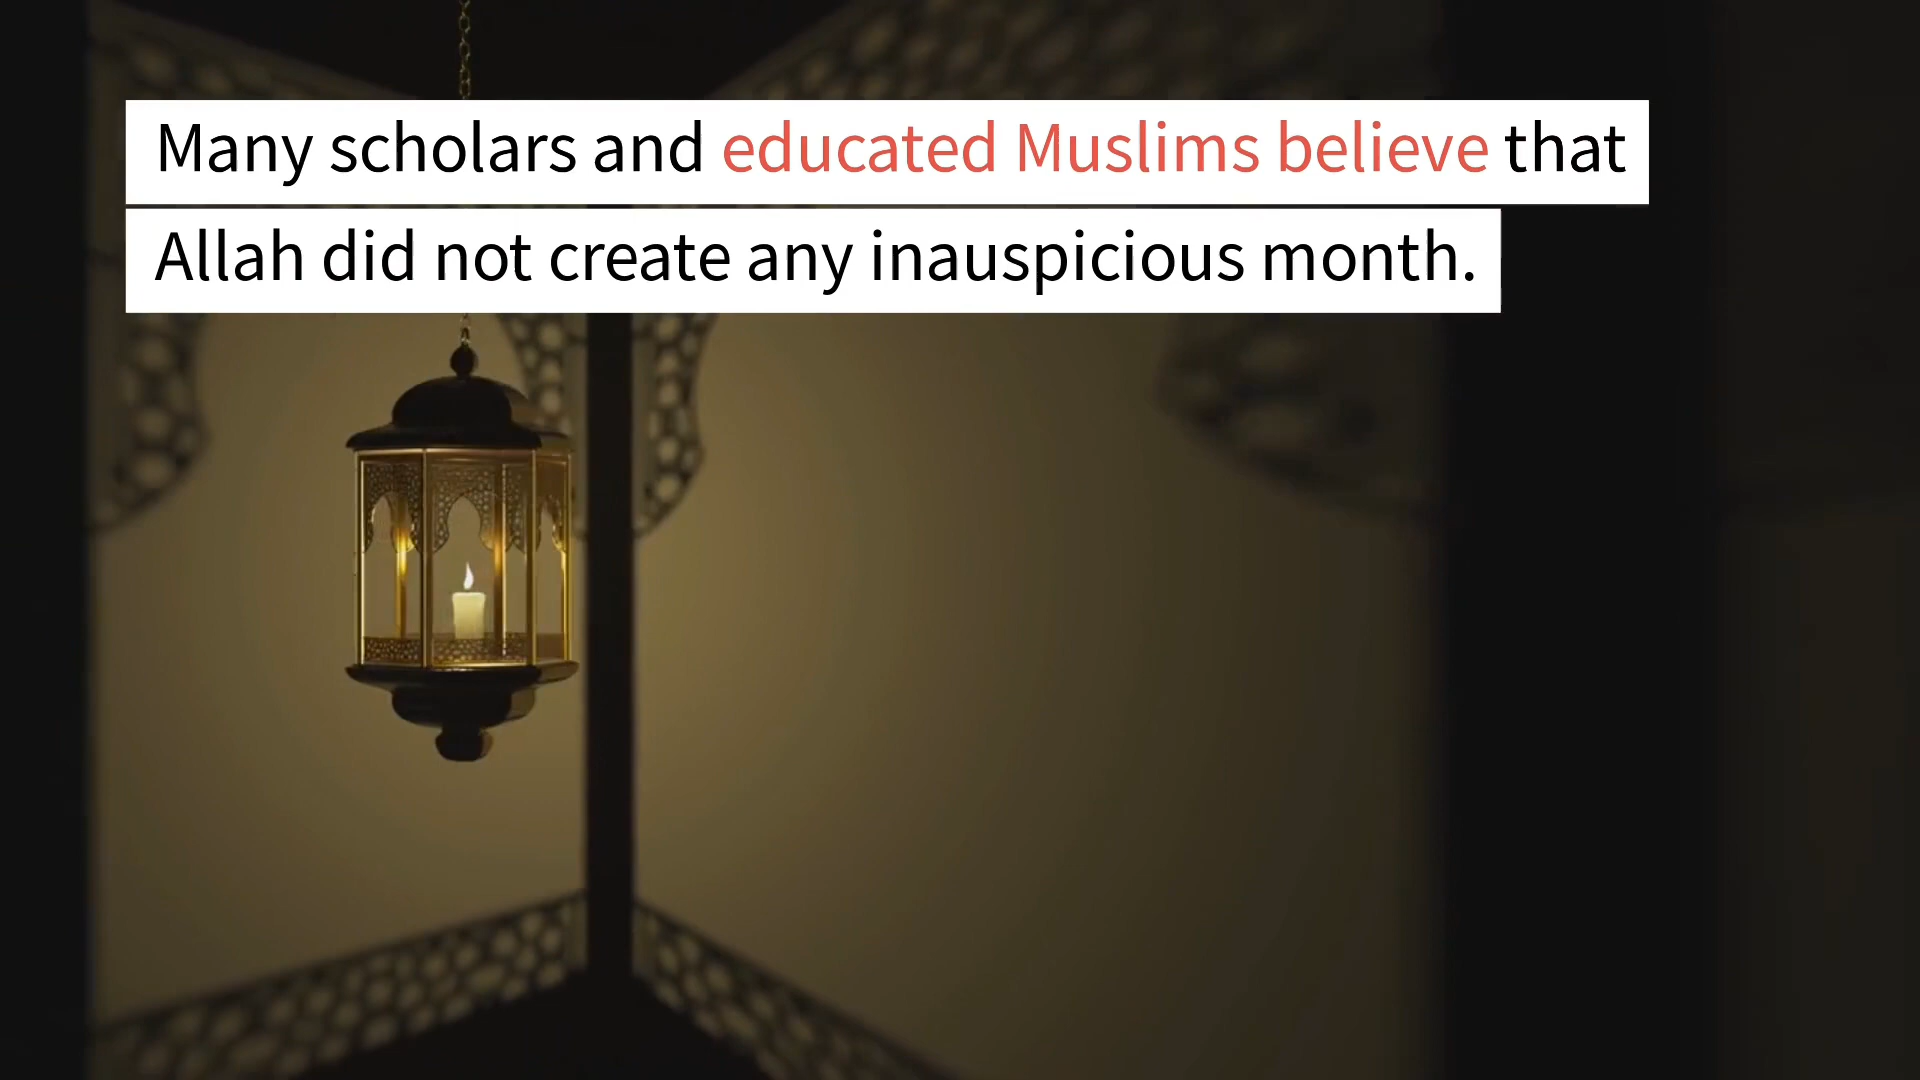 Many scholars and educated Muslims believe that
Allah did not create any inauspicious month.